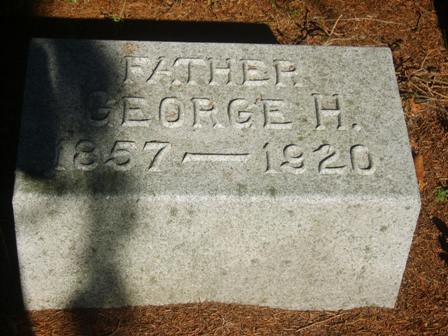 FATHER
GEORGE H.
1857 — 1920